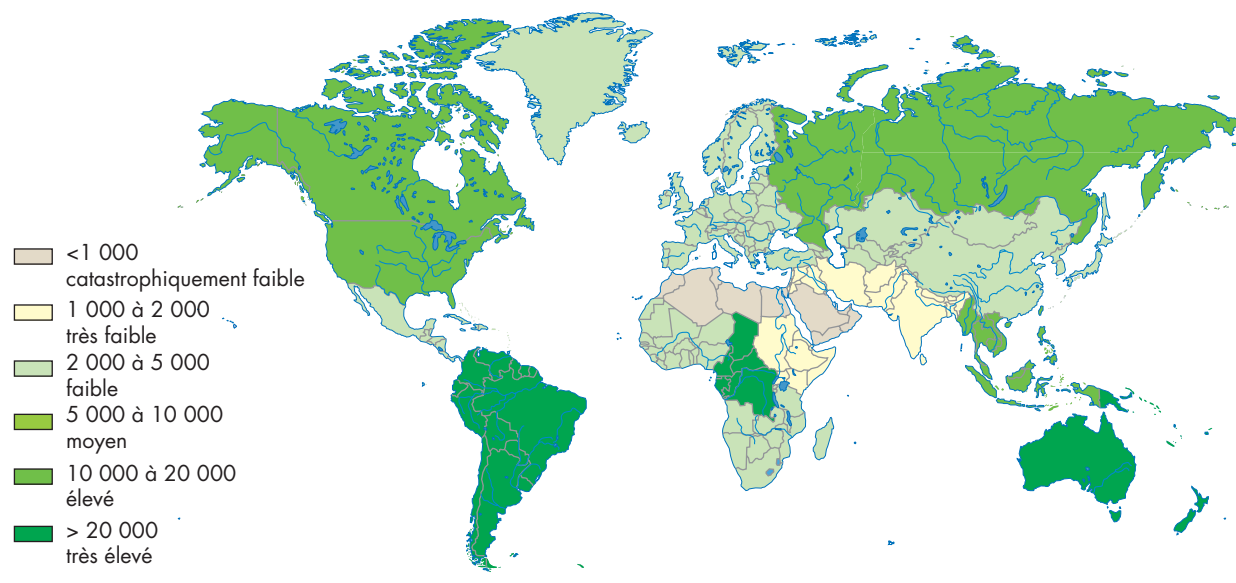 <1 000
catastrophiquement faible
1 000 à 2 000
très faible
2 000 à 5 000
faible
5 000 à 10 000
moyen
10 000 à 20 000
élevé
> 20 000
très élevé